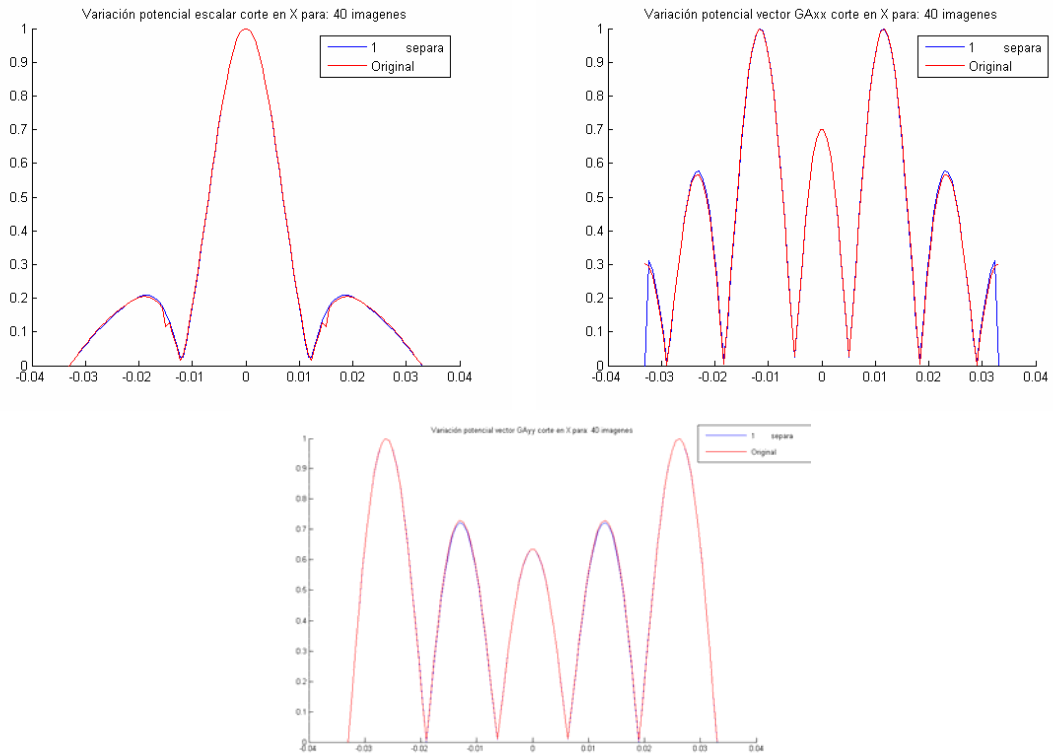 Variación potencial escalar corte en X para: 40 imagenes
1 separa
Original
1
0.9
0.8
0.7
0.6
0.5
0.4
0.3
0.2
0.1
0
-0.04 -0.03 -0.02 -0.01 0 0.01 0.02 0.03 0.04
Variación potencial vector GAxx corte en X para: 40 imagenes
1 separa
Original
1
0.9
0.8
0.7
0.6
0.5
0.4
0.3
0.2
0.1
0
-0.04 -0.03 -0.02 -0.01 0 0.01 0.02 0.03 0.04
Variación potencial vector GAyy corte en X para: 40 imagenes
1 separa
Original
1
0.9
0.8
0.7
0.6
0.5
0.4
0.3
0.2
0.1
0
-0.04 -0.03 -0.02 -0.01 0 0.01 0.02 0.03 0.04